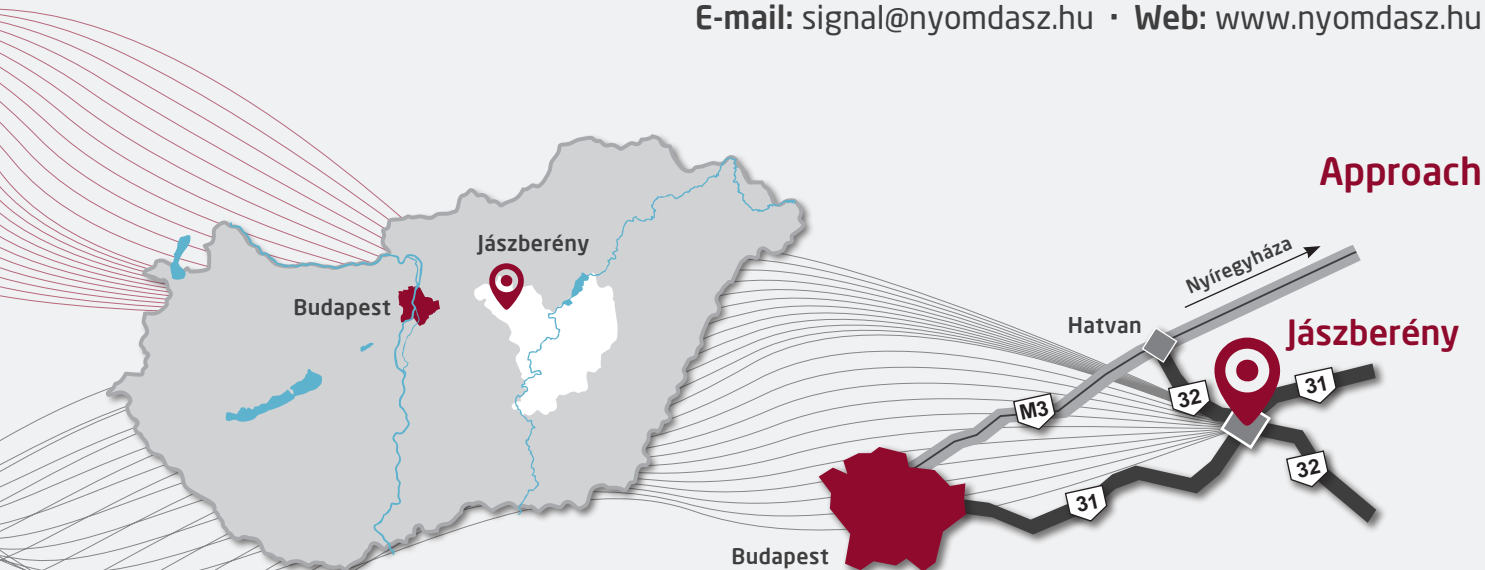 E-mail: signal@nyomdasz.hu · Web: www.nyomdasz.hu
Approach
Jászberény
Budapest
Nyíregyháza
Hatvan
Jászberény
M3
32
31
32
31
Budapest